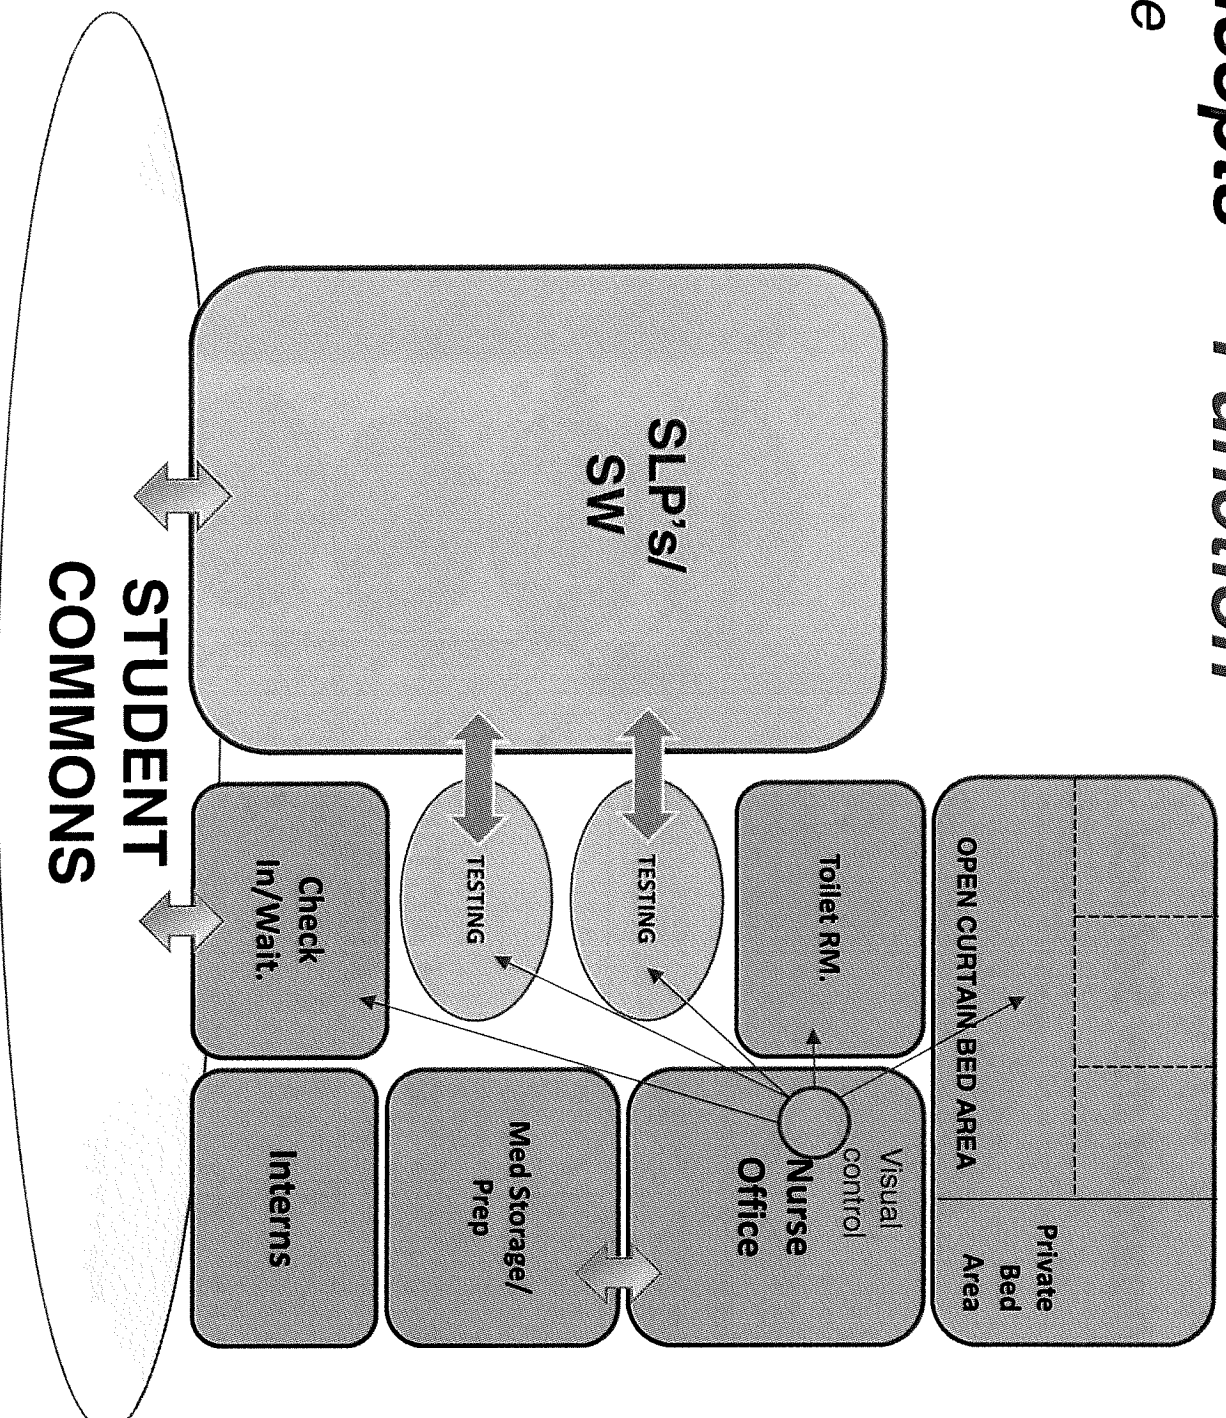 Function
e
Private
Bed
Area
OPEN CURTAIN BED AREA
Visual
control
Nurse
Office
Toilet RM.
SLP's/
SW
TESTING
TESTING
Med Storage/
Prep
Check
In/Wait.
Interns
STUDENT
COMMONS